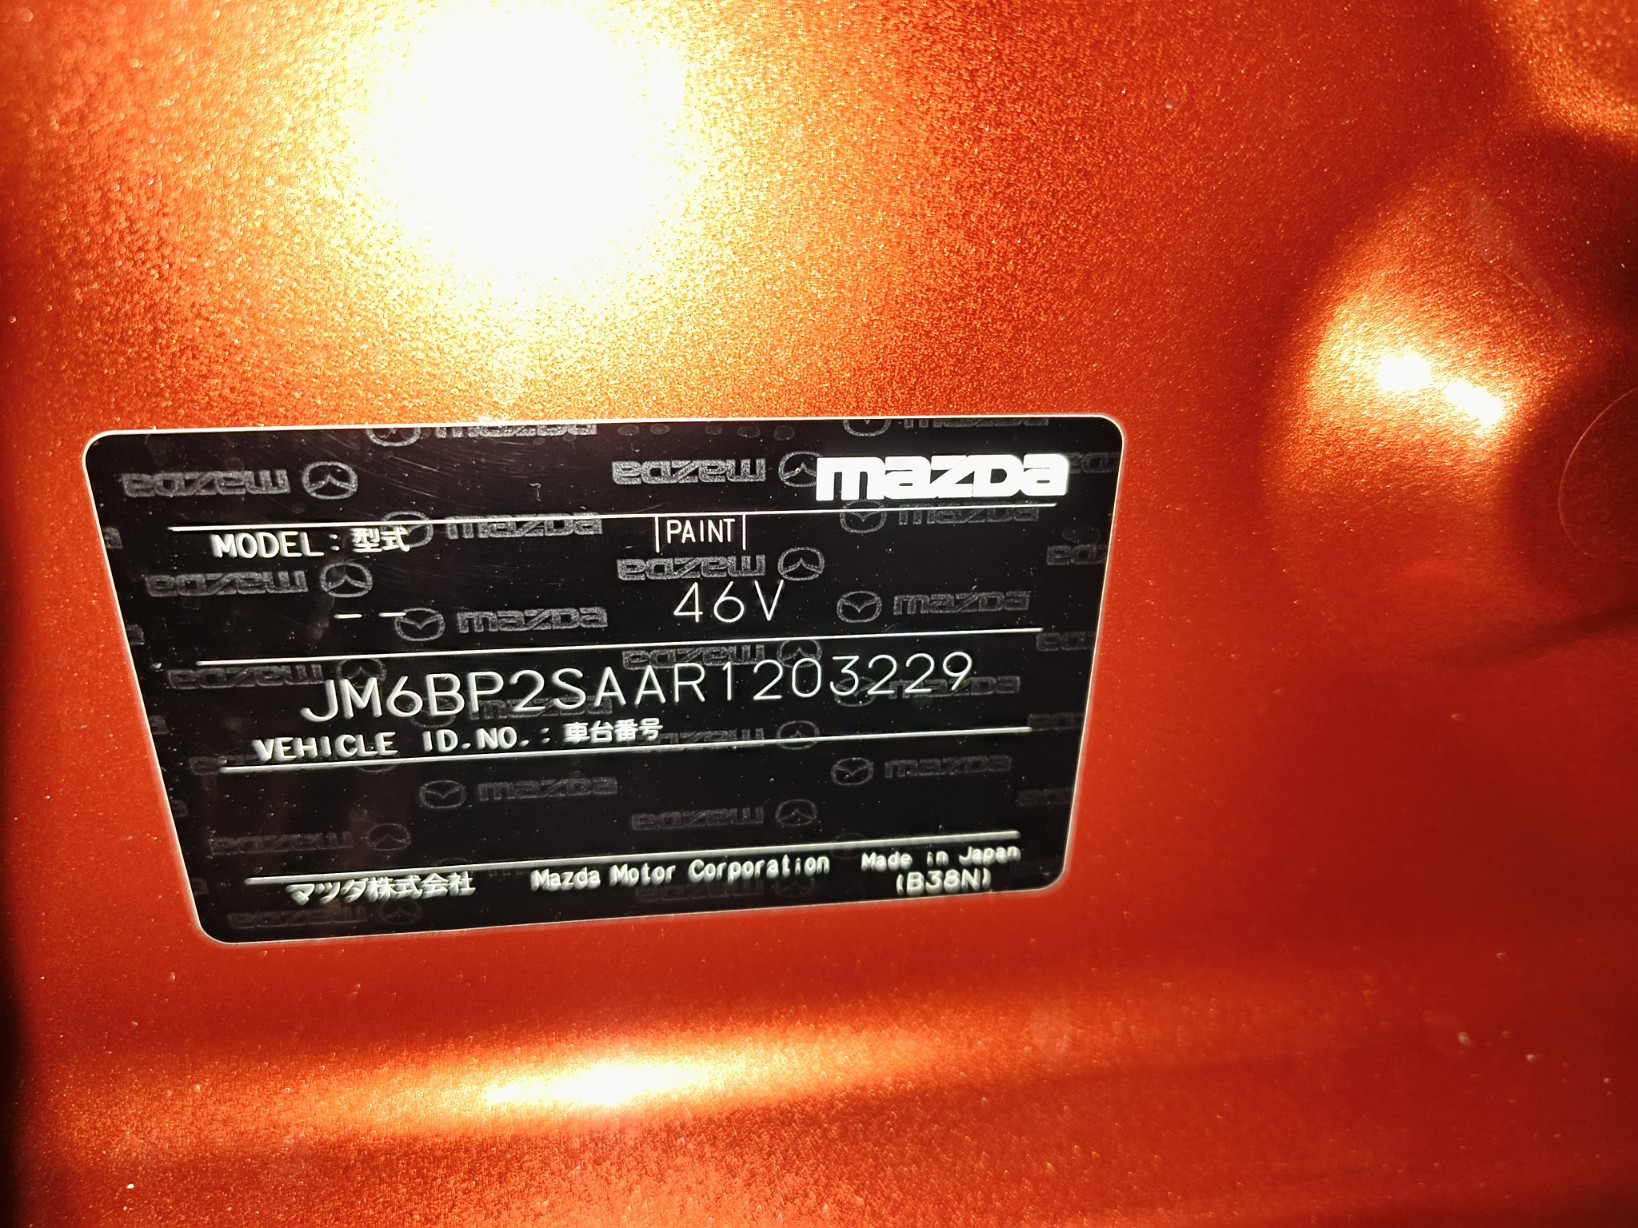 mazda
MODEL: 型式
PAINT
46V
— —
JM6BP2SAAR1203229
VEHICLE ID.NO.: 車台番号
マツダ株式会社 Mazda Motor Corporation Made in Japan
(B38N)